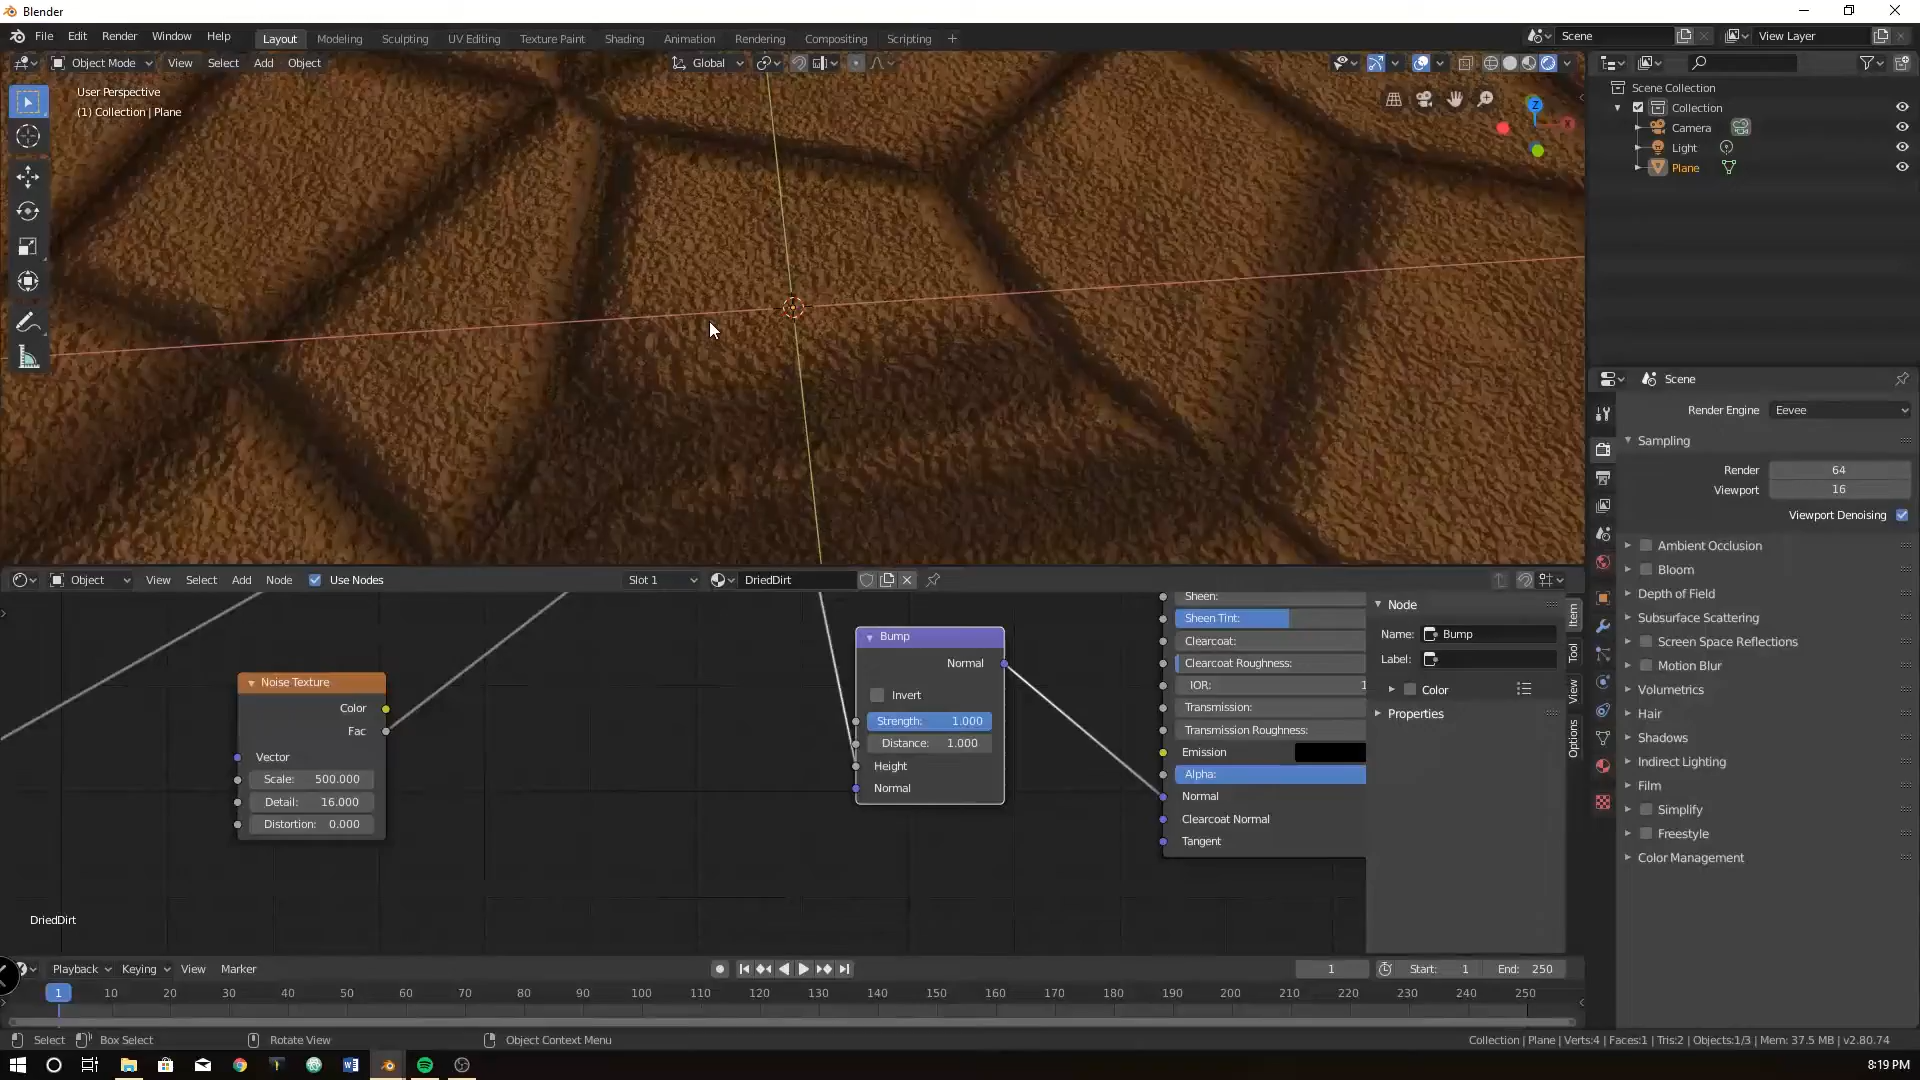 Blender
File Edit Render Window Help
Layout Modeling Sculpting UV Editing Texture Paint Shading Animation Rendering Compositing Scripting +
Scene
View Layer
Object Mode View Select Add Object
Global
User Perspective
(1) Collection | Plane
Z
X
Scene Collection
Collection
Camera
Light
Plane
Scene
Render Engine Eevee
Sampling
Render 64
Viewport 16
Viewport Denoising
Ambient Occlusion
Bloom
Depth of Field
Subsurface Scattering
Screen Space Reflections
Motion Blur
Volumetrics
Hair
Shadows
Indirect Lighting
Film
Simplify
Freestyle
Color Management
Object View Select Add Node Use Nodes Slot 1 DriedDirt
Noise Texture
Color
Fac
Vector
Scale: 500.000
Detail: 16.000
Distortion: 0.000
Bump
Normal
Invert
Strength: 1.000
Distance: 1.000
Height
Normal
Sheen:
Sheen Tint:
Clearcoat:
Clearcoat Roughness:
IOR: 1
Transmission:
Transmission Roughness:
Emission
Alpha:
Normal
Clearcoat Normal
Tangent
Node
Name: Bump
Label:
Color
Properties
Item
Tool
View
Options
DriedDirt
Playback Keying View Marker
1 Start: 1 End: 250
1 10 20 30 40 50 60 70 80 90 100 110 120 130 140 150 160 170 180 190 200 210 220 230 240 250
Select Box Select Rotate View Object Context Menu
Collection | Plane | Verts:4 | Faces:1 | Tris:2 | Objects:1/3 | Mem: 37.5 MB | v2.80.74
8:19 PM